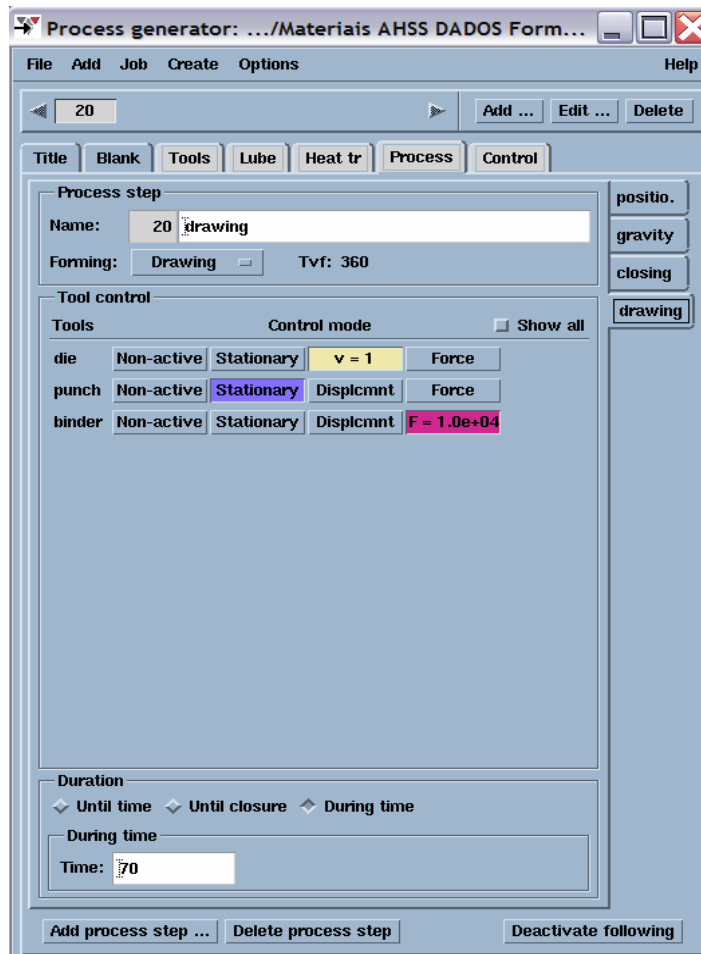 Process generator: .../Materiais AHSS DADOS Form...
File Add Job Create Options Help
20 Add ... Edit ... Delete
Title Blank Tools Lube Heat tr Process Control
Process step
positio.
Name: 20 drawing
gravity
Forming: Drawing Tvf: 360
closing
Tool control
drawing
Tools Control mode Show all
die Non-active Stationary v = 1 Force
punch Non-active Stationary Displcmnt Force
binder Non-active Stationary Displcmnt F = 1.0e+04
Duration
Until time Until closure During time
During time
Time: 70
Add process step ... Delete process step Deactivate following